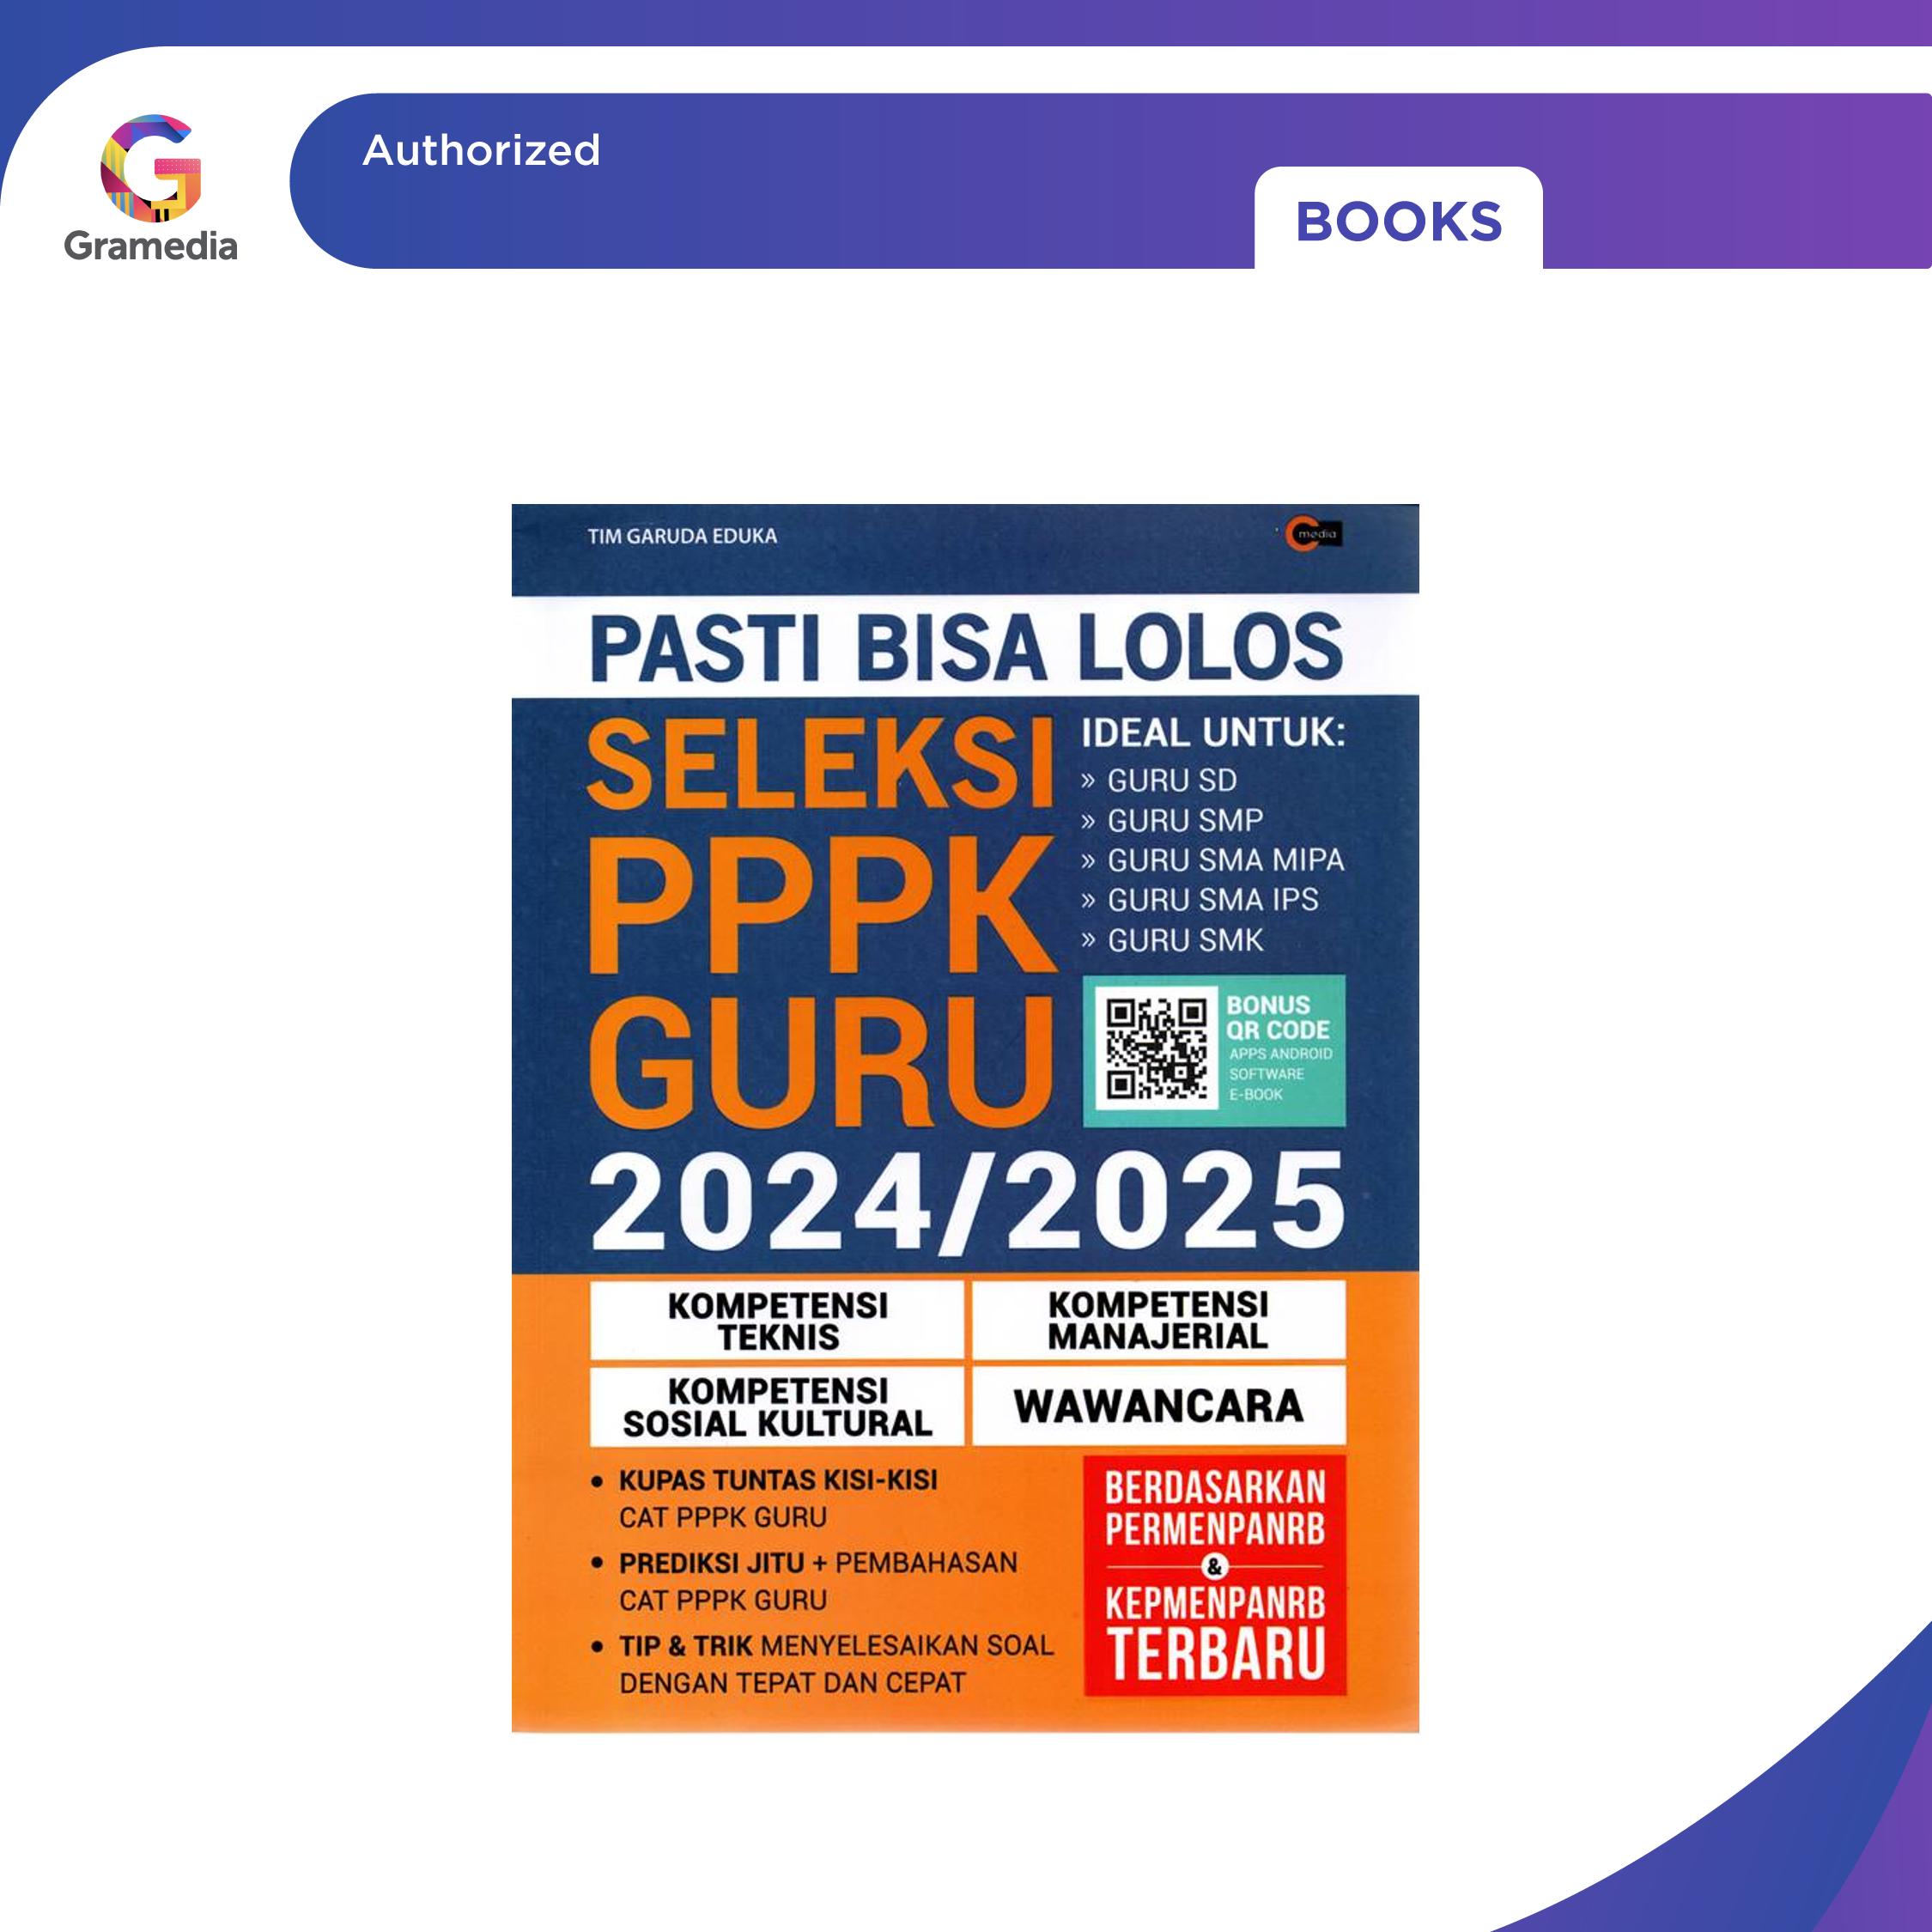 Gramedia
Authorized
BOOKS
TIM GARUDA EDUKA
media
PASTI BISA LOLOS
SELEKSI
PPPK
GURU
2024/2025
IDEAL UNTUK:
» GURU SD
» GURU SMP
» GURU SMA MIPA
» GURU SMA IPS
» GURU SMK
BONUS
QR CODE
APPS ANDROID
SOFTWARE
E-BOOK
KOMPETENSI
TEKNIS
KOMPETENSI
MANAJERIAL
KOMPETENSI
SOSIAL KULTURAL
WAWANCARA
• KUPAS TUNTAS KISI-KISI
CAT PPPK GURU
• PREDIKSI JITU + PEMBAHASAN
CAT PPPK GURU
• TIP & TRIK MENYELESAIKAN SOAL
DENGAN TEPAT DAN CEPAT
BERDASARKAN
PERMENPANRB
&
KEPMENPANRB
TERBARU